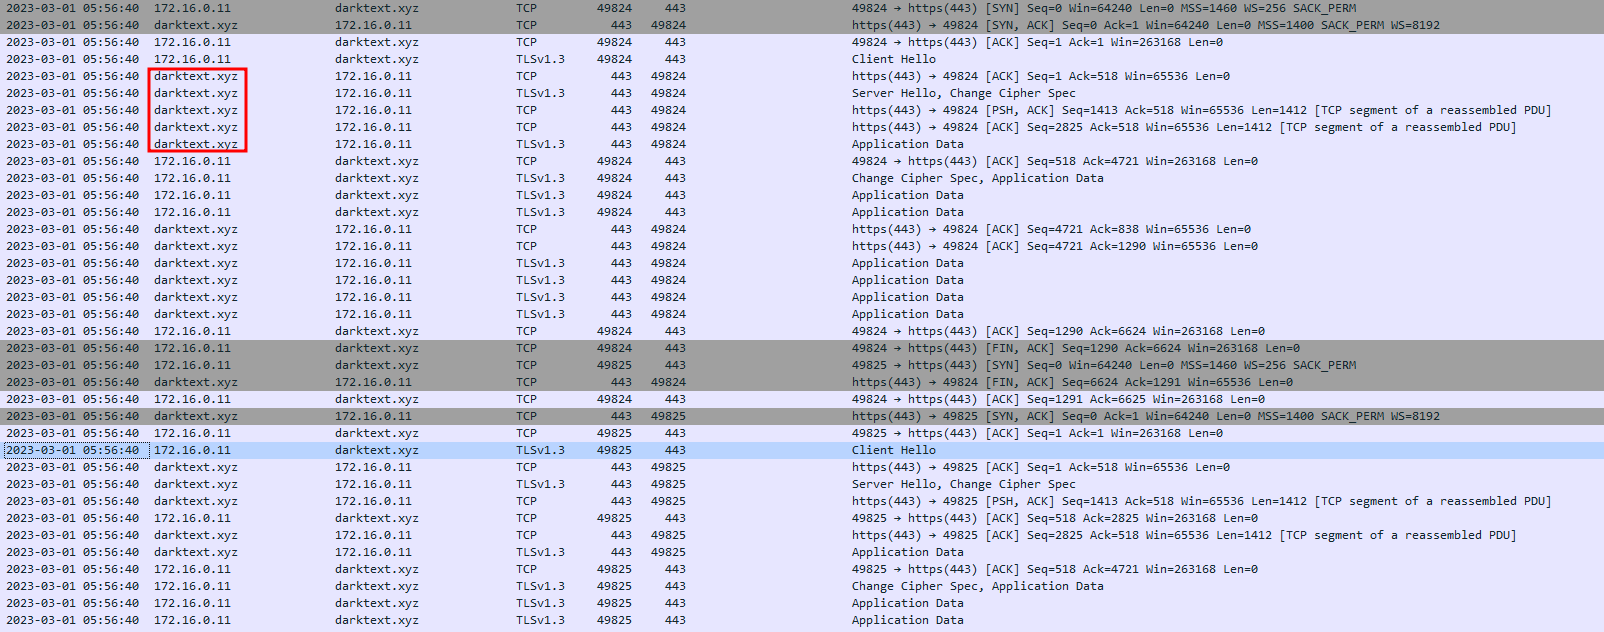 2023-03-01 05:56:40 172.16.0.11 darktext.xyz TCP 49824 443 49824 → https(443) [SYN] Seq=0 Win=64240 Len=0 MSS=1460 WS=256 SACK_PERM
2023-03-01 05:56:40 darktext.xyz 172.16.0.11 TCP 443 49824 https(443) → 49824 [SYN, ACK] Seq=0 Ack=1 Win=64240 Len=0 MSS=1400 SACK_PERM WS=8192
2023-03-01 05:56:40 172.16.0.11 darktext.xyz TCP 49824 443 49824 → https(443) [ACK] Seq=1 Ack=1 Win=263168 Len=0
2023-03-01 05:56:40 172.16.0.11 darktext.xyz TLSv1.3 49824 443 Client Hello
2023-03-01 05:56:40 darktext.xyz 172.16.0.11 TCP 443 49824 https(443) → 49824 [ACK] Seq=1 Ack=518 Win=65536 Len=0
2023-03-01 05:56:40 darktext.xyz 172.16.0.11 TLSv1.3 443 49824 Server Hello, Change Cipher Spec
2023-03-01 05:56:40 darktext.xyz 172.16.0.11 TCP 443 49824 https(443) → 49824 [PSH, ACK] Seq=1413 Ack=518 Win=65536 Len=1412 [TCP segment of a reassembled PDU]
2023-03-01 05:56:40 darktext.xyz 172.16.0.11 TCP 443 49824 https(443) → 49824 [ACK] Seq=2825 Ack=518 Win=65536 Len=1412 [TCP segment of a reassembled PDU]
2023-03-01 05:56:40 darktext.xyz 172.16.0.11 TLSv1.3 443 49824 Application Data
2023-03-01 05:56:40 172.16.0.11 darktext.xyz TCP 49824 443 49824 → https(443) [ACK] Seq=518 Ack=4721 Win=263168 Len=0
2023-03-01 05:56:40 172.16.0.11 darktext.xyz TLSv1.3 49824 443 Change Cipher Spec, Application Data
2023-03-01 05:56:40 172.16.0.11 darktext.xyz TLSv1.3 49824 443 Application Data
2023-03-01 05:56:40 172.16.0.11 darktext.xyz TLSv1.3 49824 443 Application Data
2023-03-01 05:56:40 darktext.xyz 172.16.0.11 TCP 443 49824 https(443) → 49824 [ACK] Seq=4721 Ack=838 Win=65536 Len=0
2023-03-01 05:56:40 darktext.xyz 172.16.0.11 TCP 443 49824 https(443) → 49824 [ACK] Seq=4721 Ack=1290 Win=65536 Len=0
2023-03-01 05:56:40 darktext.xyz 172.16.0.11 TLSv1.3 443 49824 Application Data
2023-03-01 05:56:40 darktext.xyz 172.16.0.11 TLSv1.3 443 49824 Application Data
2023-03-01 05:56:40 darktext.xyz 172.16.0.11 TLSv1.3 443 49824 Application Data
2023-03-01 05:56:40 darktext.xyz 172.16.0.11 TLSv1.3 443 49824 Application Data
2023-03-01 05:56:40 172.16.0.11 darktext.xyz TCP 49824 443 49824 → https(443) [ACK] Seq=1290 Ack=6624 Win=263168 Len=0
2023-03-01 05:56:40 172.16.0.11 darktext.xyz TCP 49824 443 49824 → https(443) [FIN, ACK] Seq=1290 Ack=6624 Win=263168 Len=0
2023-03-01 05:56:40 172.16.0.11 darktext.xyz TCP 49825 443 49825 → https(443) [SYN] Seq=0 Win=64240 Len=0 MSS=1460 WS=256 SACK_PERM
2023-03-01 05:56:40 darktext.xyz 172.16.0.11 TCP 443 49824 https(443) → 49824 [FIN, ACK] Seq=6624 Ack=1291 Win=65536 Len=0
2023-03-01 05:56:40 172.16.0.11 darktext.xyz TCP 49824 443 49824 → https(443) [ACK] Seq=1291 Ack=6625 Win=263168 Len=0
2023-03-01 05:56:40 darktext.xyz 172.16.0.11 TCP 443 49825 https(443) → 49825 [SYN, ACK] Seq=0 Ack=1 Win=64240 Len=0 MSS=1400 SACK_PERM WS=8192
2023-03-01 05:56:40 172.16.0.11 darktext.xyz TCP 49825 443 49825 → https(443) [ACK] Seq=1 Ack=1 Win=263168 Len=0
2023-03-01 05:56:40 172.16.0.11 darktext.xyz TLSv1.3 49825 443 Client Hello
2023-03-01 05:56:40 darktext.xyz 172.16.0.11 TCP 443 49825 https(443) → 49825 [ACK] Seq=1 Ack=518 Win=65536 Len=0
2023-03-01 05:56:40 darktext.xyz 172.16.0.11 TLSv1.3 443 49825 Server Hello, Change Cipher Spec
2023-03-01 05:56:40 darktext.xyz 172.16.0.11 TCP 443 49825 https(443) → 49825 [PSH, ACK] Seq=1413 Ack=518 Win=65536 Len=1412 [TCP segment of a reassembled PDU]
2023-03-01 05:56:40 172.16.0.11 darktext.xyz TCP 49825 443 49825 → https(443) [ACK] Seq=518 Ack=2825 Win=263168 Len=0
2023-03-01 05:56:40 darktext.xyz 172.16.0.11 TCP 443 49825 https(443) → 49825 [ACK] Seq=2825 Ack=518 Win=65536 Len=1412 [TCP segment of a reassembled PDU]
2023-03-01 05:56:40 darktext.xyz 172.16.0.11 TLSv1.3 443 49825 Application Data
2023-03-01 05:56:40 172.16.0.11 darktext.xyz TCP 49825 443 49825 → https(443) [ACK] Seq=518 Ack=4721 Win=263168 Len=0
2023-03-01 05:56:40 172.16.0.11 darktext.xyz TLSv1.3 49825 443 Change Cipher Spec, Application Data
2023-03-01 05:56:40 172.16.0.11 darktext.xyz TLSv1.3 49825 443 Application Data
2023-03-01 05:56:40 172.16.0.11 darktext.xyz TLSv1.3 49825 443 Application Data